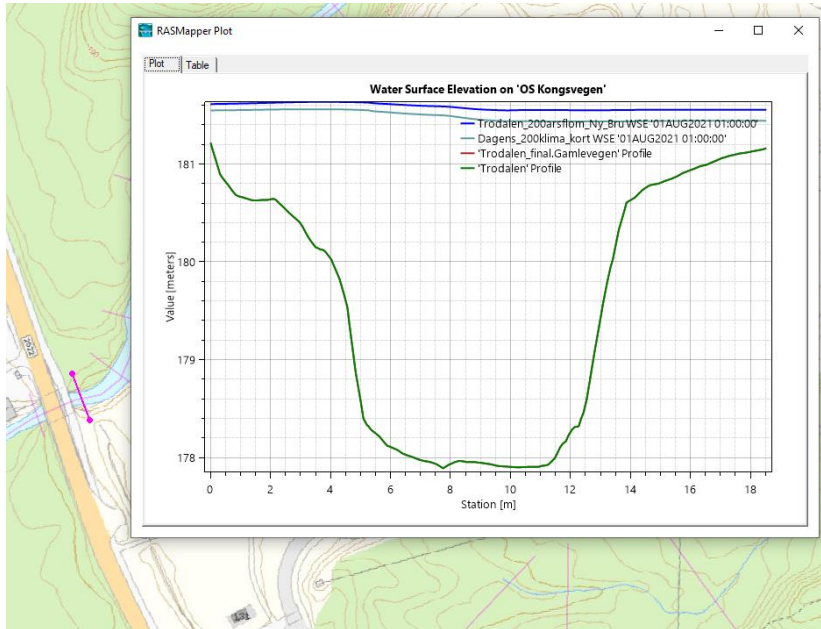 RASMapper Plot
Plot
Table
Water Surface Elevation on 'OS Kongsvegen'
Trodalen_200arsflom_Ny_Bru WSE '01AUG2021 01:00:00'
Dagens_200klima_kort WSE '01AUG2021 01:00:00'
'Trodalen_final.Gamlevegen' Profile
'Trodalen' Profile
Value [meters]
181
180
179
178
0 2 4 6 8 10 12 14 16 18
Station [m]
2622